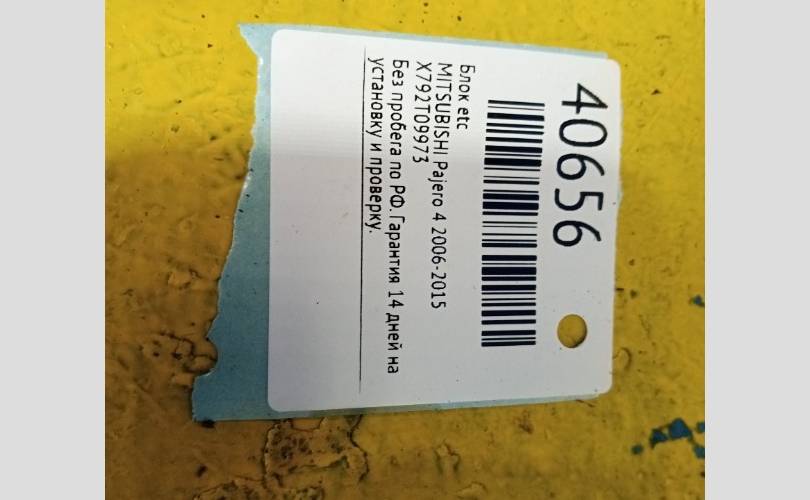 40656
Блок etc
MITSUBISHI Pajero 4 2006-2015
X792T09973
Без пробега по РФ. Гарантия 14 дней на
установку и проверку.